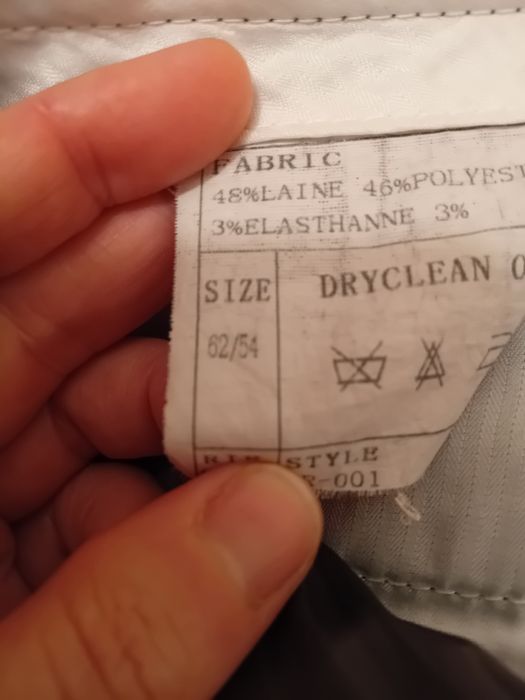 FABRIC
48%LAINE 46%POLYEST
3%ELASTHANNE 3%
SIZE
62/54
DRYCLEAN O
STYLE
-001